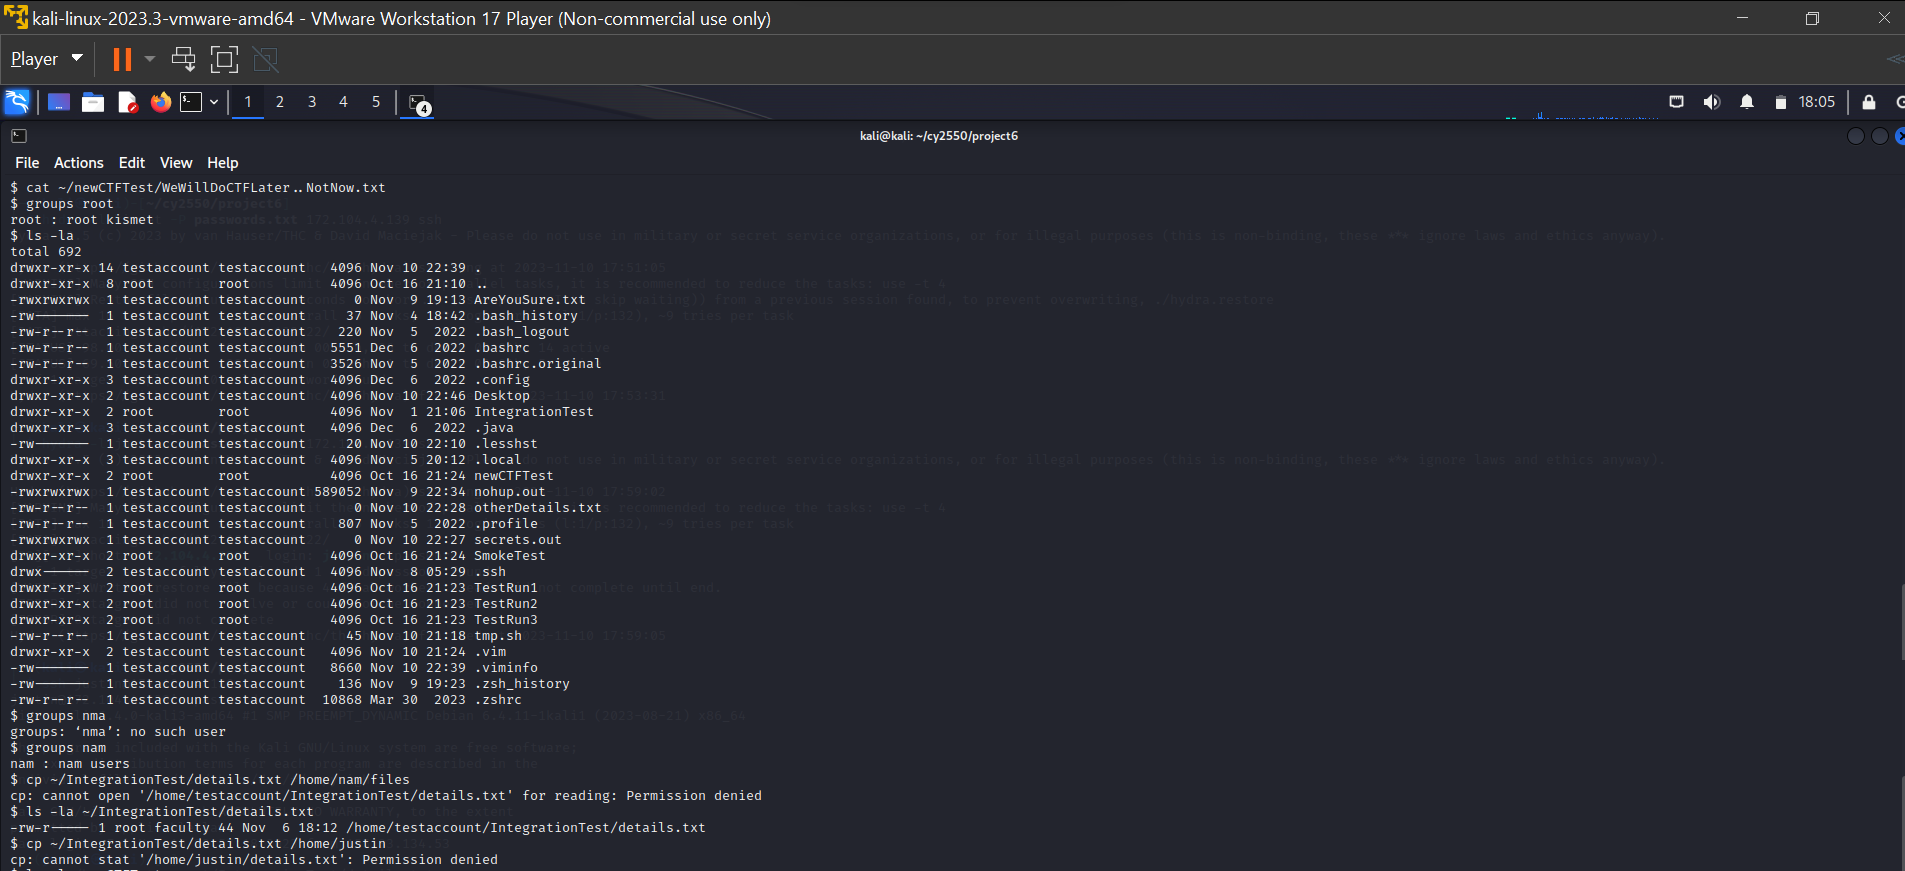 kali-linux-2023.3-vmware-amd64 - VMware Workstation 17 Player (Non-commercial use only)
Player
1 2 3 4 5 4 18:05
kali@kali: ~/cy2550/project6
File Actions Edit View Help
$ cat ~/newCTFTest/WeWillDoCTFLater..NotNow.txt
$ groups root
root : root kismet
$ ls -la
total 692
drwxr-xr-x 14 testaccount testaccount 4096 Nov 10 22:39 .
drwxr-xr-x 8 root root 4096 Oct 16 21:10 ..
-rwxrwxrwx 1 testaccount testaccount 0 Nov 9 19:13 AreYouSure.txt
-rw------- 1 testaccount testaccount 37 Nov 4 18:42 .bash_history
-rw-r--r-- 1 testaccount testaccount 220 Nov 5 2022 .bash_logout
-rw-r--r-- 1 testaccount testaccount 5551 Dec 6 2022 .bashrc
-rw-r--r-- 1 testaccount testaccount 3526 Nov 5 2022 .bashrc.original
drwxr-xr-x 3 testaccount testaccount 4096 Dec 6 2022 .config
drwxr-xr-x 2 testaccount testaccount 4096 Nov 10 22:46 Desktop
drwxr-xr-x 2 root root 4096 Nov 1 21:06 IntegrationTest
drwxr-xr-x 3 testaccount testaccount 4096 Dec 6 2022 .java
-rw------- 1 testaccount testaccount 20 Nov 10 22:10 .lesshst
drwxr-xr-x 3 testaccount testaccount 4096 Nov 5 20:12 .local
drwxr-xr-x 2 root root 4096 Oct 16 21:24 newCTFTest
-rwxrwxrwx 1 testaccount testaccount 589052 Nov 9 22:34 nohup.out
-rw-r--r-- 1 testaccount testaccount 0 Nov 10 22:28 otherDetails.txt
-rw-r--r-- 1 testaccount testaccount 807 Nov 5 2022 .profile
-rwxrwxrwx 1 testaccount testaccount 0 Nov 10 22:27 secrets.out
drwxr-xr-x 2 root root 4096 Oct 16 21:24 SmokeTest
drwx------ 2 testaccount testaccount 4096 Nov 8 05:29 .ssh
drwxr-xr-x 2 root root 4096 Oct 16 21:23 TestRun1
drwxr-xr-x 2 root root 4096 Oct 16 21:23 TestRun2
drwxr-xr-x 2 root root 4096 Oct 16 21:23 TestRun3
-rw-r--r-- 1 testaccount testaccount 45 Nov 10 21:18 tmp.sh
drwxr-xr-x 2 testaccount testaccount 4096 Nov 10 21:24 .vim
-rw------- 1 testaccount testaccount 8660 Nov 10 22:39 .viminfo
-rw------- 1 testaccount testaccount 136 Nov 9 19:23 .zsh_history
-rw-r--r-- 1 testaccount testaccount 10868 Mar 30 2023 .zshrc
$ groups nma
groups: ‘nma’: no such user
$ groups nam
nam : nam users
$ cp ~/IntegrationTest/details.txt /home/nam/files
cp: cannot open '/home/testaccount/IntegrationTest/details.txt' for reading: Permission denied
$ ls -la ~/IntegrationTest/details.txt
-rw-r----- 1 root faculty 44 Nov 6 18:12 /home/testaccount/IntegrationTest/details.txt
$ cp ~/IntegrationTest/details.txt /home/justin
cp: cannot stat '/home/justin/details.txt': Permission denied